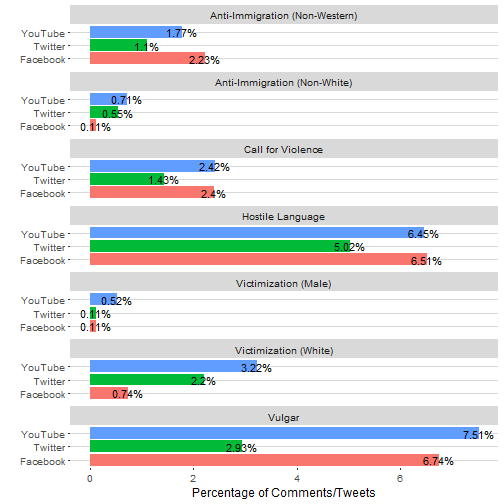 Anti-Immigration (Non-Western)
YouTube 1.77%
Twitter 1.1%
Facebook 2.23%
Anti-Immigration (Non-White)
YouTube 0.71%
Twitter 0.55%
Facebook 0.11%
Call for Violence
YouTube 2.42%
Twitter 1.43%
Facebook 2.4%
Hostile Language
YouTube 6.45%
Twitter 5.02%
Facebook 6.51%
Victimization (Male)
YouTube 0.52%
Twitter 0.11%
Facebook 0.11%
Victimization (White)
YouTube 3.22%
Twitter 2.2%
Facebook 0.74%
Vulgar
YouTube 7.51%
Twitter 2.93%
Facebook 6.74%
0 2 4 6
Percentage of Comments/Tweets